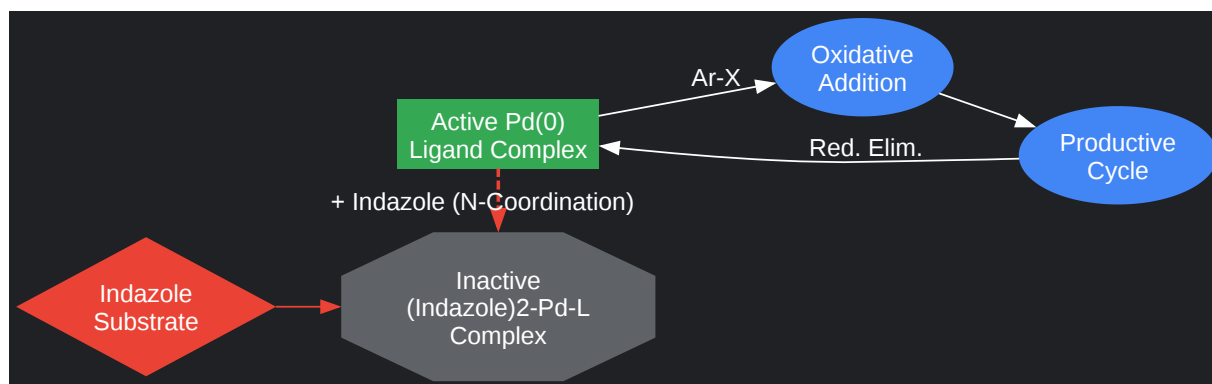 Oxidative
Addition
Ar-X
Active Pd(0)
Ligand Complex
Red. Elim.
Productive
Cycle
+ Indazole (N-Coordination)
Indazole
Substrate
Inactive
(Indazole)2-Pd-L
Complex